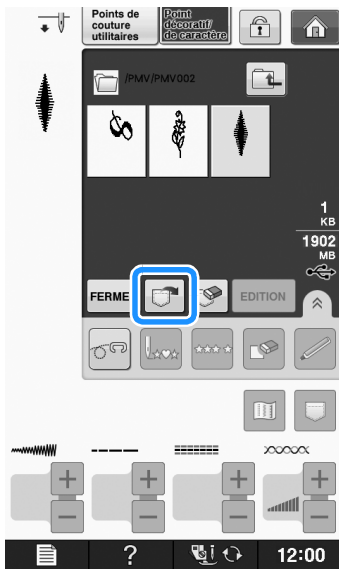 Points de
couture
utilitaires
Point
décoratif/
de caractère
/PMV/PMV002
1
KB
1902
MB
FERME
EDITION
?
12:00